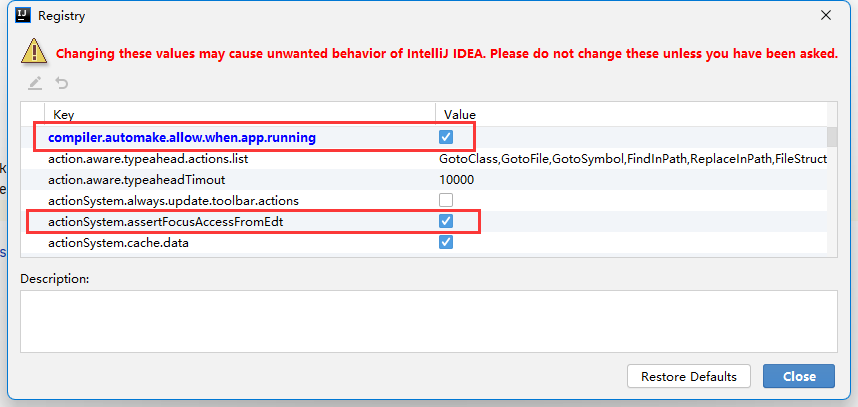 IJ Registry
Changing these values may cause unwanted behavior of IntelliJ IDEA. Please do not change these unless you have been asked.
Key Value
compiler.automake.allow.when.app.running
action.aware.typeahead.actions.list GotoClass,GotoFile,GotoSymbol,FindInPath,ReplaceInPath,FileStruct
action.aware.typeaheadTimout 10000
actionSystem.always.update.toolbar.actions
actionSystem.assertFocusAccessFromEdt
actionSystem.cache.data
Description:
Restore Defaults Close